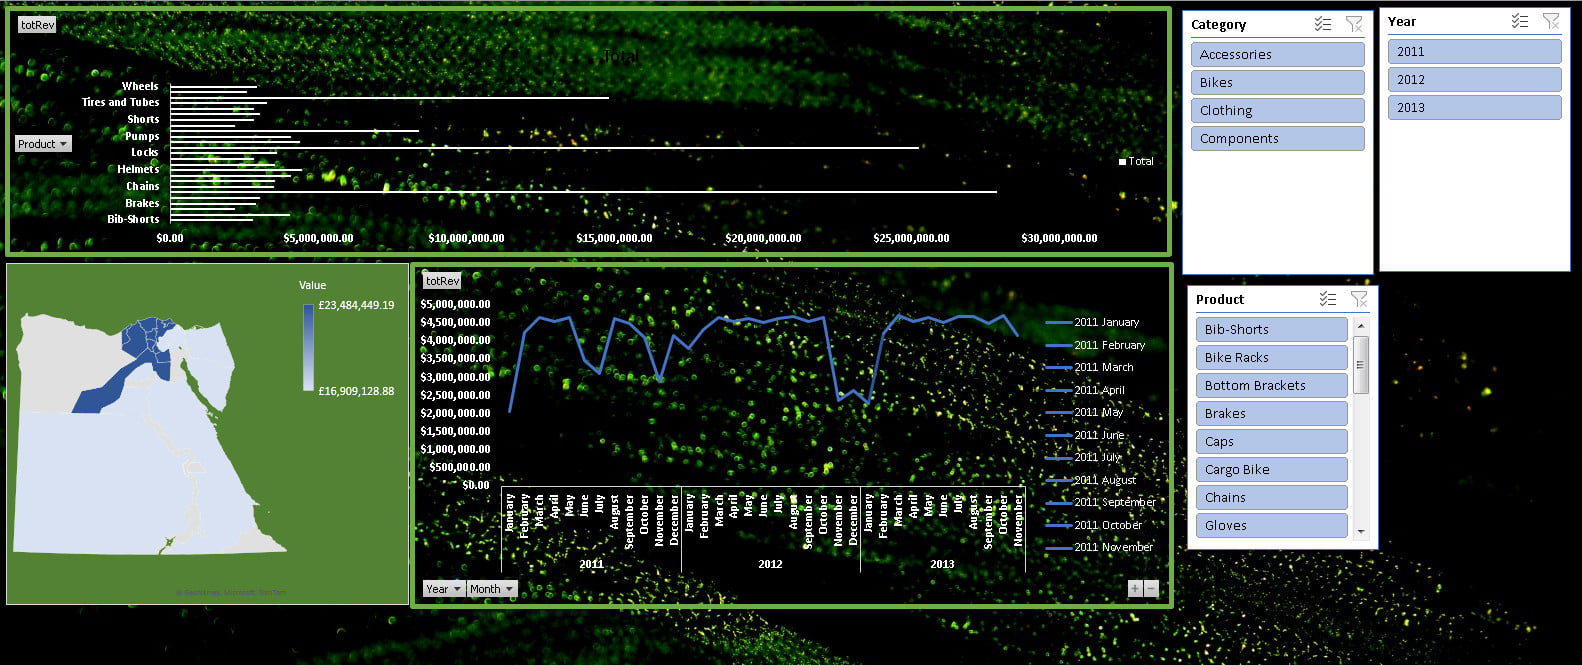 totRev
Total
Wheels
Tires and Tubes
Shorts
Pumps
Locks
Helmets
Chains
Brakes
Bib-Shorts
Product
Total
$0.00 $5,000,000.00 $10,000,000.00 $15,000,000.00 $20,000,000.00 $25,000,000.00 $30,000,000.00
Category
Accessories
Bikes
Clothing
Components
Year
2011
2012
2013
Value
£23,484,449.19
£16,909,128.88
© GeoNames, Microsoft, TomTom
totRev
$5,000,000.00
$4,500,000.00
$4,000,000.00
$3,500,000.00
$3,000,000.00
$2,500,000.00
$2,000,000.00
$1,500,000.00
$1,000,000.00
$500,000.00
$0.00
January February March April May June July August September October November December January February March April May June July August September October November December January February March April May June July August September October November
2011 2012 2013
2011 January
2011 February
2011 March
2011 April
2011 May
2011 June
2011 July
2011 August
2011 September
2011 October
2011 November
Year Month
+ −
Product
Bib-Shorts
Bike Racks
Bottom Brackets
Brakes
Caps
Cargo Bike
Chains
Gloves